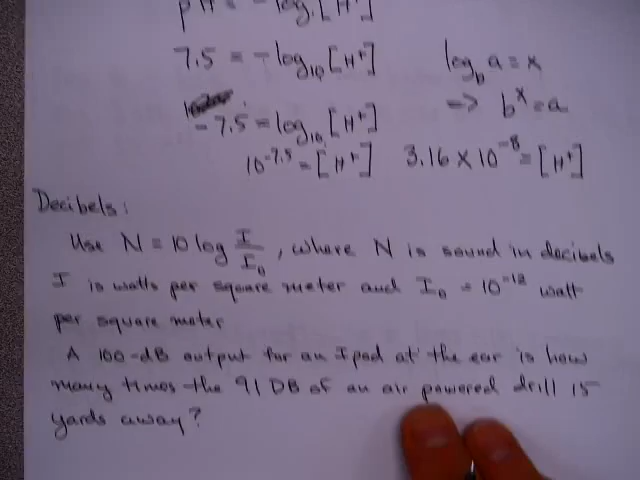 pH = -log [H⁺]
7.5 = -log₁₀ [H⁺]
log_b a = x
-7.5 = log₁₀ [H⁺]
=> b^x = a
10^-7.5 = [H⁺]
3.16 × 10^-8 = [H⁺]
Decibels:
Use N = 10 log I/I₀, where N is sound in decibels
I is watts per square meter and I₀ = 10^-12 watt
per square meter
A 100-dB output for an Ipod at the ear is how
many times the 91 DB of an air powered drill 15
yards away?